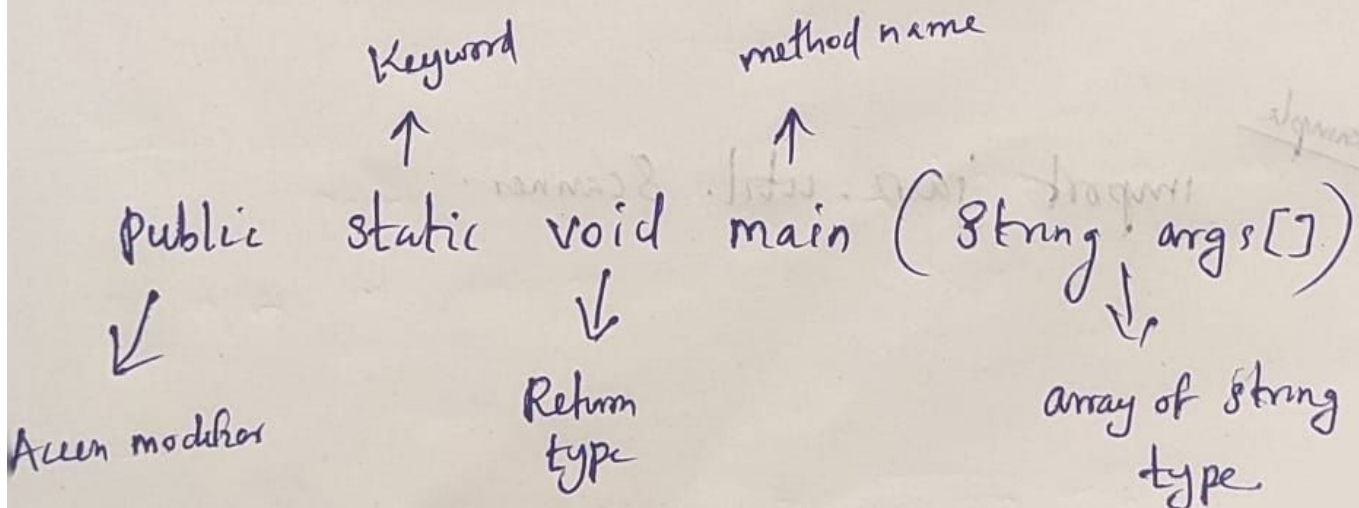 Keyword method name
public static void main (String args[])
Access modifier Return type array of string type